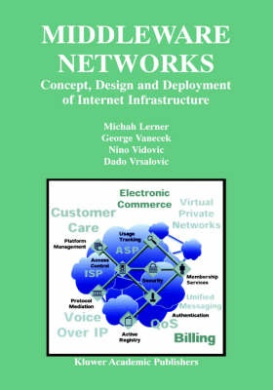 MIDDLEWARE
NETWORKS
Concept, Design and Deployment
of Internet Infrastructure
Michah Lerner
George Vanecek
Nino Vidovic
Dado Vrsalovic
Electronic
Commerce
Virtual
Private
Networks
Customer
Care
Usage
Tracking
Platform
Management
ASP
Access
Control
ISP
Security
Membership
Services
Protocol
Mediation
Unified
Messaging
Voice
Over IP
Authentication
QoS
Active
Registry
Billing
Kluwer Academic Publishers